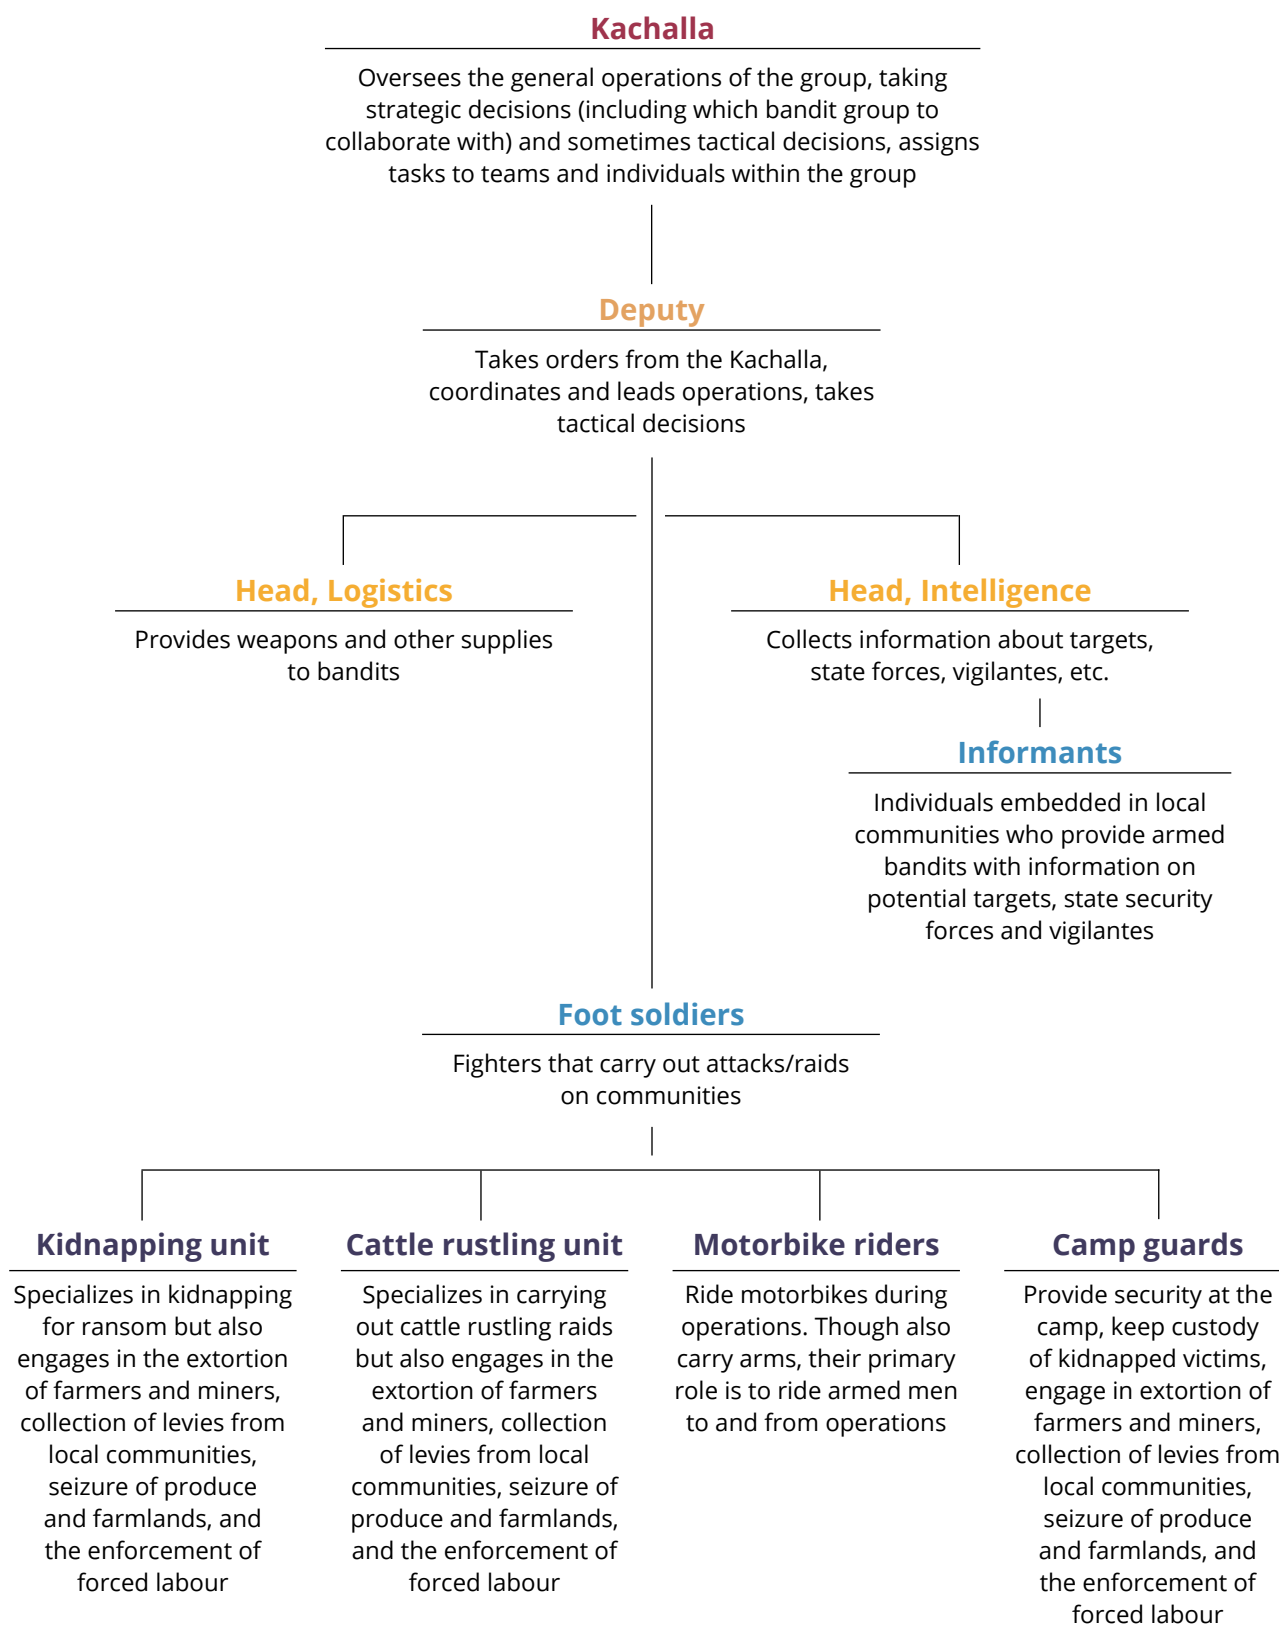 Kachalla
Oversees the general operations of the group, taking
strategic decisions (including which bandit group to
collaborate with) and sometimes tactical decisions, assigns
tasks to teams and individuals within the group
Deputy
Takes orders from the Kachalla,
coordinates and leads operations, takes
tactical decisions
Head, Logistics
Provides weapons and other supplies
to bandits
Head, Intelligence
Collects information about targets,
state forces, vigilantes, etc.
Informants
Individuals embedded in local
communities who provide armed
bandits with information on
potential targets, state security
forces and vigilantes
Foot soldiers
Fighters that carry out attacks/raids
on communities
Kidnapping unit
Specializes in kidnapping
for ransom but also
engages in the extortion
of farmers and miners,
collection of levies from
local communities,
seizure of produce
and farmlands, and
the enforcement of
forced labour
Cattle rustling unit
Specializes in carrying
out cattle rustling raids
but also engages in the
extortion of farmers
and miners, collection
of levies from local
communities, seizure of
produce and farmlands,
and the enforcement of
forced labour
Motorbike riders
Ride motorbikes during
operations. Though also
carry arms, their primary
role is to ride armed men
to and from operations
Camp guards
Provide security at the
camp, keep custody
of kidnapped victims,
engage in extortion of
farmers and miners,
collection of levies from
local communities,
seizure of produce
and farmlands, and
the enforcement of
forced labour